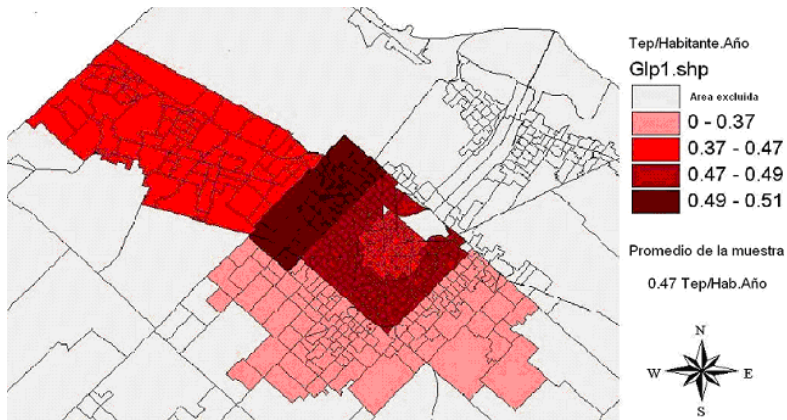 Tep/Habitante.Año
Glp1.shp
Area excluida
0 - 0.37
0.37 - 0.47
0.47 - 0.49
0.49 - 0.51
Promedio de la muestra
0.47 Tep/Hab.Año
N
W E
S